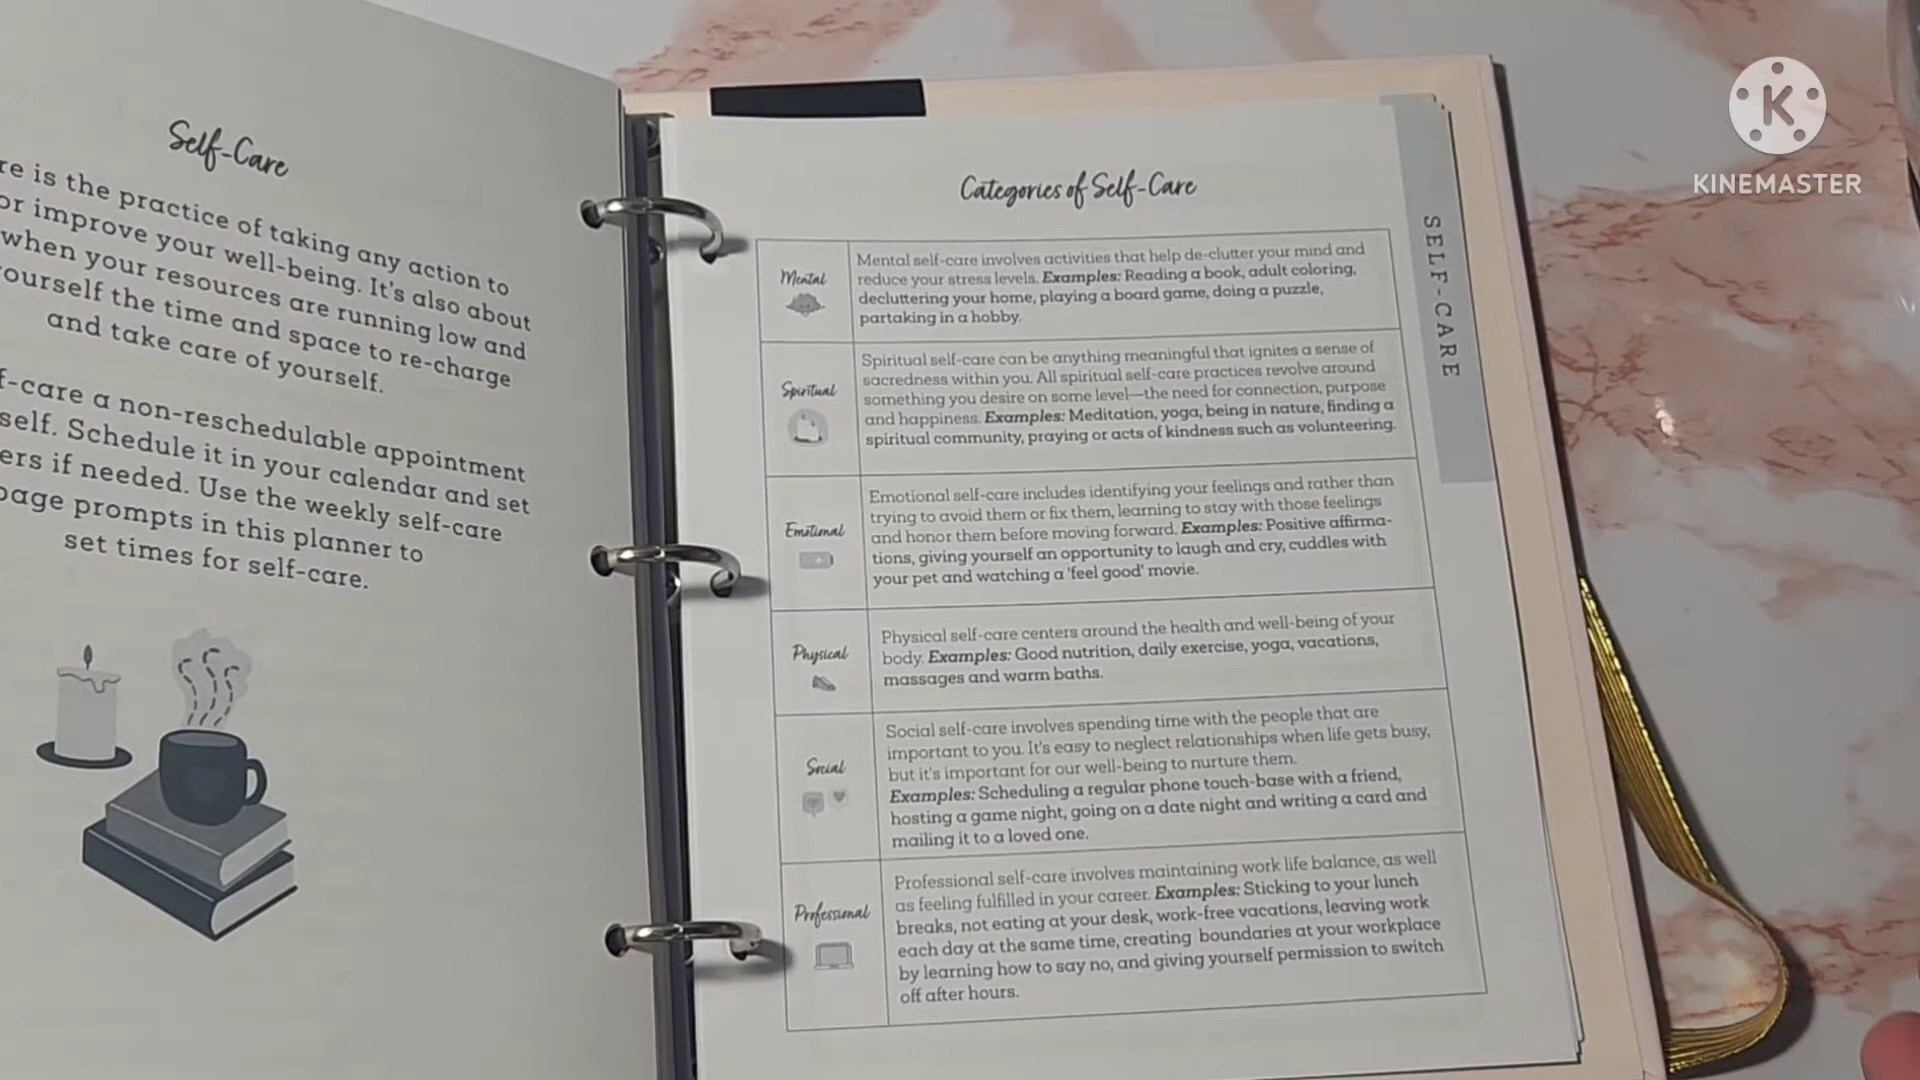 Self-Care
re is the practice of taking any action to
or improve your well-being. It's also about
when your resources are running low and
ourself the time and space to re-charge
and take care of yourself.
f-care a non-reschedulable appointment
self. Schedule it in your calendar and set
ers if needed. Use the weekly self-care
page prompts in this planner to
set times for self-care.
Categories of Self-Care
Mental
Mental self-care involves activities that help de-clutter your mind and
reduce your stress levels. Examples: Reading a book, adult coloring,
decluttering your home, playing a board game, doing a puzzle,
partaking in a hobby.
Spiritual
Spiritual self-care can be anything meaningful that ignites a sense of
sacredness within you. All spiritual self-care practices revolve around
something you desire on some level—the need for connection, purpose
and happiness. Examples: Meditation, yoga, being in nature, finding a
spiritual community, praying or acts of kindness such as volunteering.
Emotional
Emotional self-care includes identifying your feelings and rather than
trying to avoid them or fix them, learning to stay with those feelings
and honor them before moving forward. Examples: Positive affirma-
tions, giving yourself an opportunity to laugh and cry, cuddles with
your pet and watching a 'feel good' movie.
Physical
Physical self-care centers around the health and well-being of your
body. Examples: Good nutrition, daily exercise, yoga, vacations,
massages and warm baths.
Social
Social self-care involves spending time with the people that are
important to you. It's easy to neglect relationships when life gets busy,
but it's important for our well-being to nurture them.
Examples: Scheduling a regular phone touch-base with a friend,
hosting a game night, going on a date night and writing a card and
mailing it to a loved one.
Professional
Professional self-care involves maintaining work life balance, as well
as feeling fulfilled in your career. Examples: Sticking to your lunch
breaks, not eating at your desk, work-free vacations, leaving work
each day at the same time, creating boundaries at your workplace
by learning how to say no, and giving yourself permission to switch
off after hours.
SELF-CARE
K
KINEMASTER